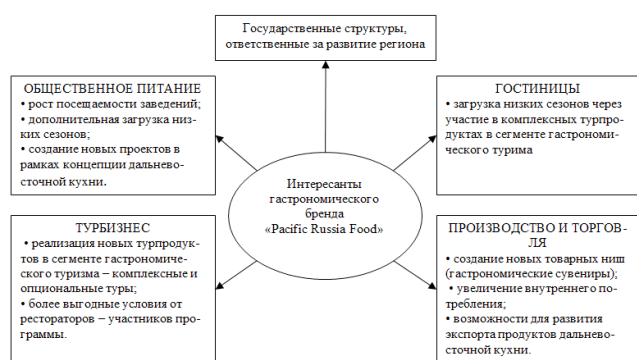 Государственные структуры,
ответственные за развитие региона
ОБЩЕСТВЕННОЕ ПИТАНИЕ
• рост посещаемости заведений;
• дополнительная загрузка низ-
ких сезонов;
• создание новых проектов в
рамках концепции дальнево-
сточной кухни.
ГОСТИНИЦЫ
• загрузка низких сезонов через
участие в комплексных турпро-
дуктах в сегменте гастрономи-
ческого турима
Интересанты
гастрономического
бренда
«Pacific Russia Food»
ТУРБИЗНЕС
• реализация новых турпродук-
тов в сегменте гастрономиче-
ского туризма – комплексные и
опциональные туры;
• более выгодные условия от
рестораторов – участников про-
граммы.
ПРОИЗВОДСТВО И ТОРГОВ-
ЛЯ
• создание новых товарных ниш
(гастрономические сувениры);
• увеличение внутреннего по-
требления;
• возможности для развития
экспорта продуктов дальнево-
сточной кухни.